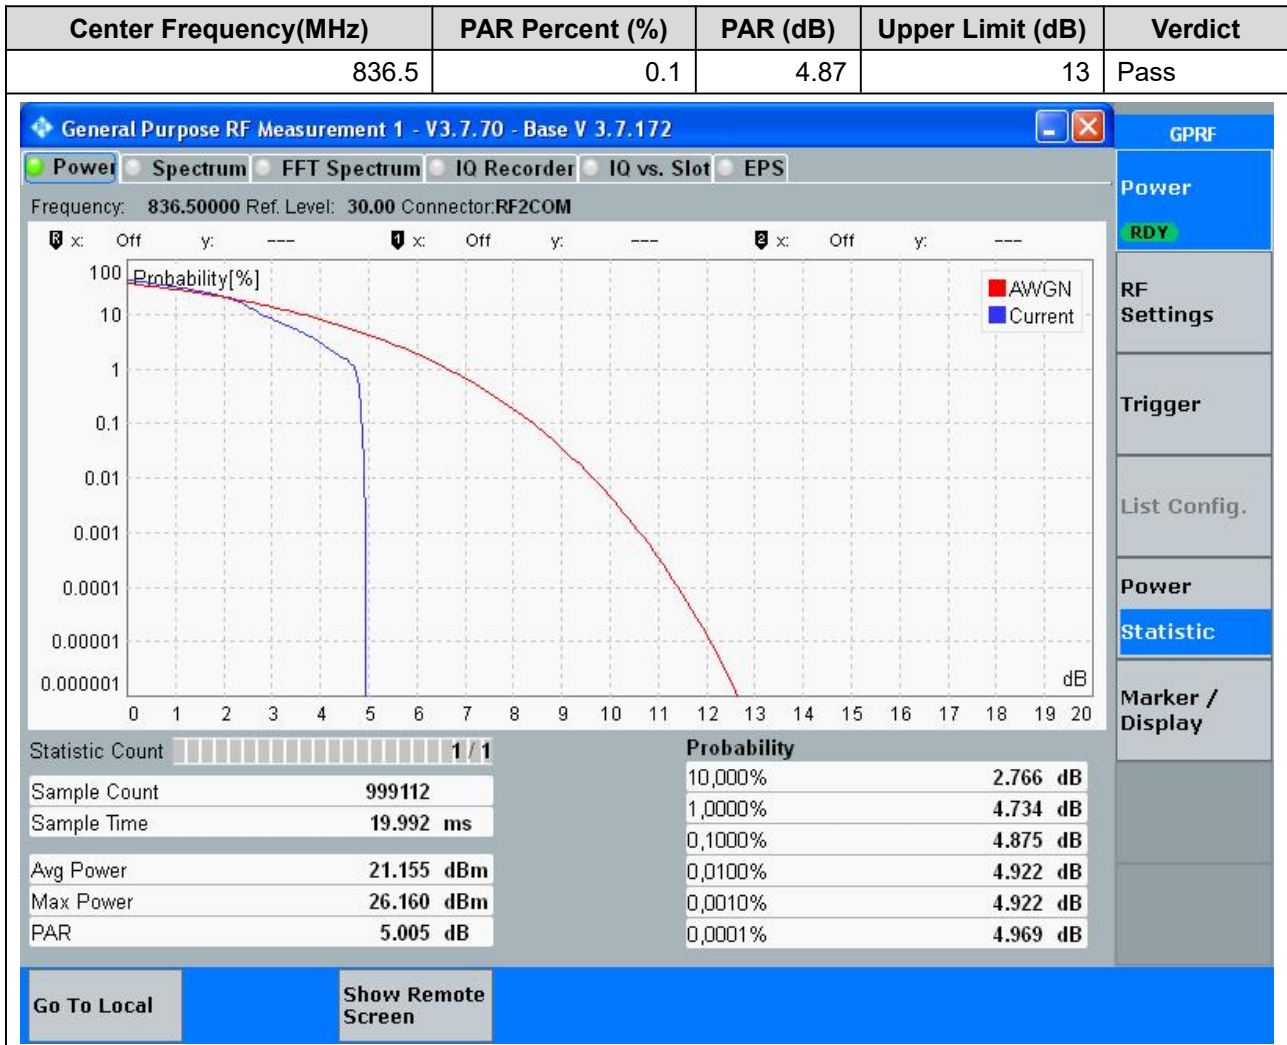 Center Frequency(MHz) PAR Percent (%) PAR (dB) Upper Limit (dB) Verdict
836.5 0.1 4.87 13 Pass
General Purpose RF Measurement 1 - V3.7.70 - Base V 3.7.172
GPRF
Power Spectrum FFT Spectrum IQ Recorder IQ vs. Slot EPS
Power
RDY
Frequency: 836.50000 Ref. Level: 30.00 Connector:RF2COM
R x: Off y: --- 1 x: Off y: --- 2 x: Off y: ---
RF
Settings
Trigger
List Config.
Power
Statistic
Marker /
Display
Probability[%]
AWGN
Current
100
10
1
0.1
0.01
0.001
0.0001
0.00001
0.000001
dB
0 1 2 3 4 5 6 7 8 9 10 11 12 13 14 15 16 17 18 19 20
Statistic Count 1 / 1
Sample Count 999112
Sample Time 19.992 ms
Avg Power 21.155 dBm
Max Power 26.160 dBm
PAR 5.005 dB
Probability
10,000% 2.766 dB
1,0000% 4.734 dB
0,1000% 4.875 dB
0,0100% 4.922 dB
0,0010% 4.922 dB
0,0001% 4.969 dB
Go To Local
Show Remote
Screen